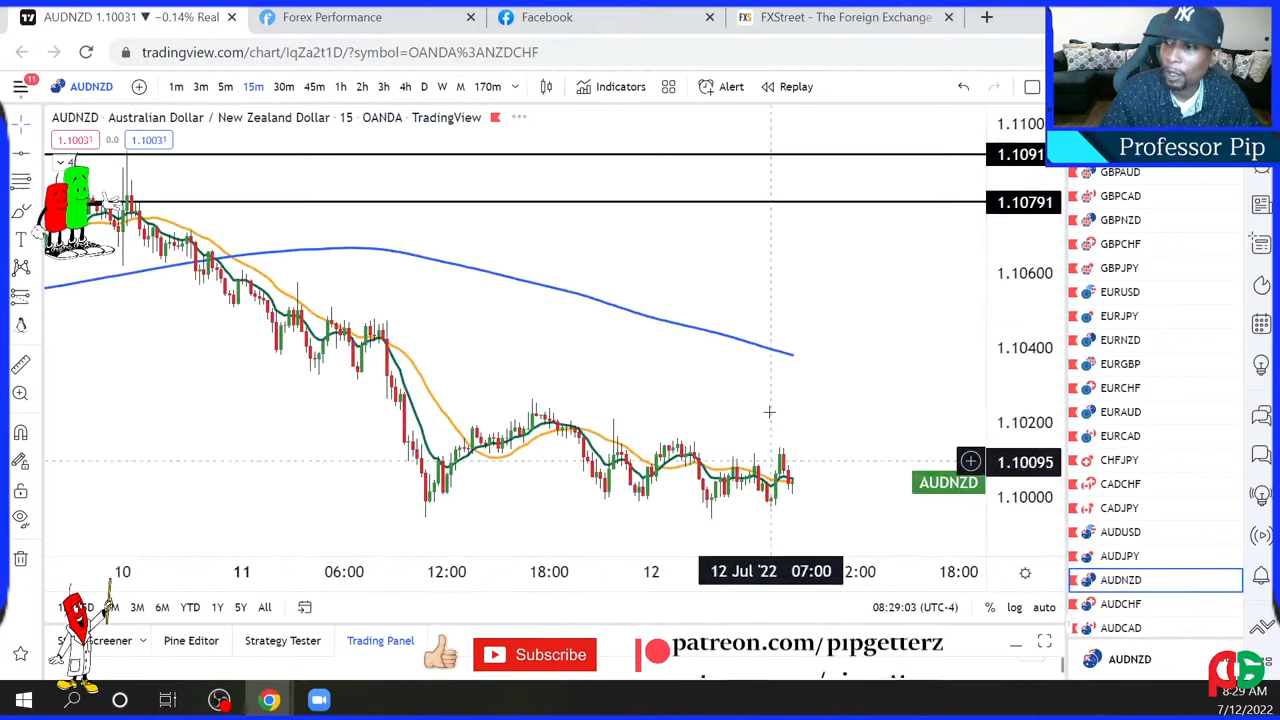 AUDNZD 1.10031 ▼ −0.14% Real
Forex Performance
Facebook
FXStreet - The Foreign Exchange
tradingview.com/chart/IqZa2t1D/?symbol=OANDA%3ANZDCHF
11
AUDNZD
1m 3m 5m 15m 30m 45m 1h 2h 3h 4h D W M 170m
Indicators
Alert
Replay
AUDNZD · Australian Dollar / New Zealand Dollar · 15 · OANDA · TradingView
1.10031 0.0 1.10031
4
1.1100
1.10911
1.10791
1.10600
1.10400
1.10200
1.10095
AUDNZD
1.10000
10 11 06:00 12:00 18:00 12 12 Jul '22 07:00 2:00 18:00
3M 6M YTD 1Y 5Y All
08:29:03 (UTC-4)
% log auto
Screener
Pine Editor
Strategy Tester
Trading Panel
Subscribe
patreon.com/pipgetterz
Professor Pip
GBPAUD
GBPCAD
GBPNZD
GBPCHF
GBPJPY
EURUSD
EURJPY
EURNZD
EURGBP
EURCHF
EURAUD
EURCAD
CHFJPY
CADCHF
CADJPY
AUDUSD
AUDJPY
AUDNZD
AUDCHF
AUDCAD
AUDNZD
8:29 AM
7/12/2022